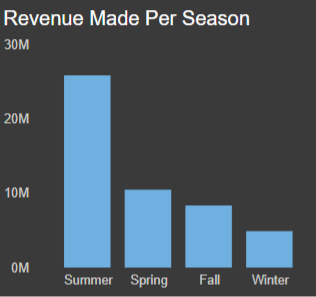 Revenue Made Per Season
30M
20M
10M
0M
Summer Spring Fall Winter